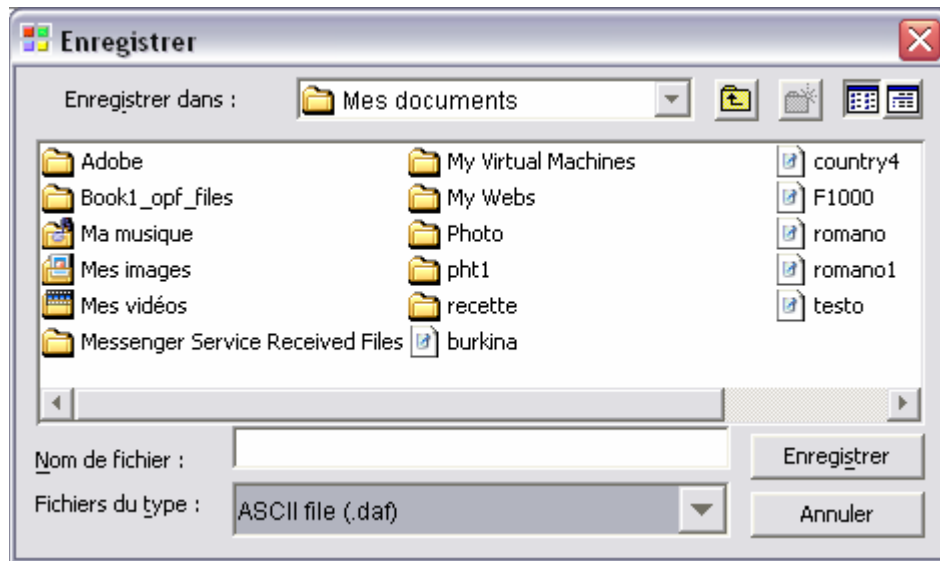 Enregistrer
Enregistrer dans :
Mes documents
Adobe
Book1_opf_files
Ma musique
Mes images
Mes vidéos
Messenger Service Received Files
My Virtual Machines
My Webs
Photo
pht1
recette
burkina
country4
F1000
romano
romano1
testo
Nom de fichier :
Enregistrer
Fichiers du type :
ASCII file (.daf)
Annuler